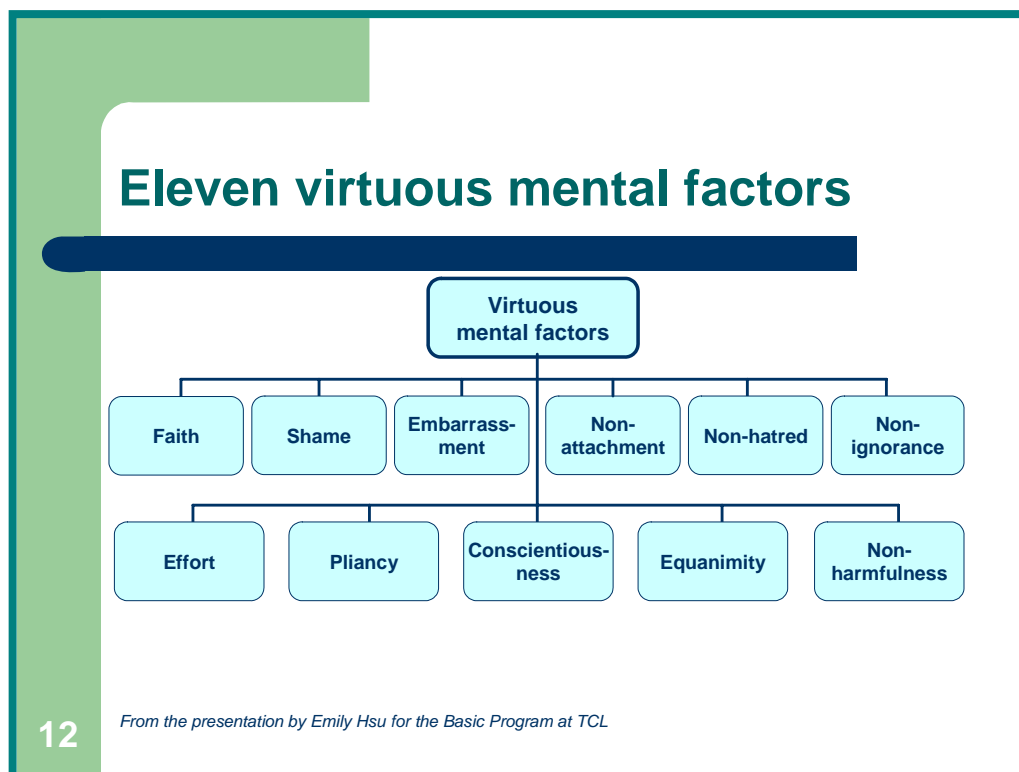 Eleven virtuous mental factors
Virtuous
mental factors
Faith
Shame
Embarrass-
ment
Non-
attachment
Non-hatred
Non-
ignorance
Effort
Pliancy
Conscientious-
ness
Equanimity
Non-
harmfulness
12
From the presentation by Emily Hsu for the Basic Program at TCL